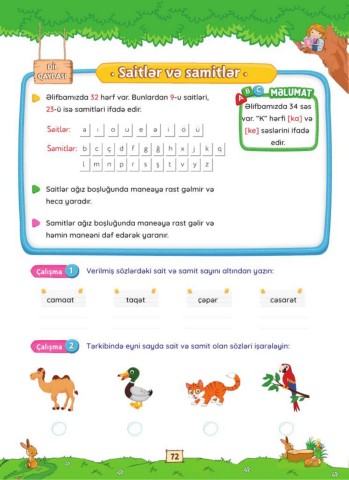 Dil
QAYDASI
Saitlər və samitlər
Əlifbamızda 32 hərf var. Bunlardan 9-u saitləri,
23-ü isə samitləri ifadə edir.
Saitlər: a ı o u e ə i ö ü
Samitlər: b c ç d f g ğ h x j k q
l m n p r s ş t v y z
A B C MƏLUMAT
Əlifbamızda 34 səs
var. "K" hərfi [ka] və
[ke] səslərini ifadə
edir.
Saitlər ağız boşluğunda maneəyə rast gəlmir və
heca yaradır.
Samitlər ağız boşluğunda maneəyə rast gəlir və
həmin maneəni dəf edərək yaranır.
Çalışma 1 Verilmiş sözlərdəki sait və samit sayını altından yazın:
camaat taqət çəpər cəsarət
Çalışma 2 Tərkibində eyni sayda sait və samit olan sözləri işarələyin:
72